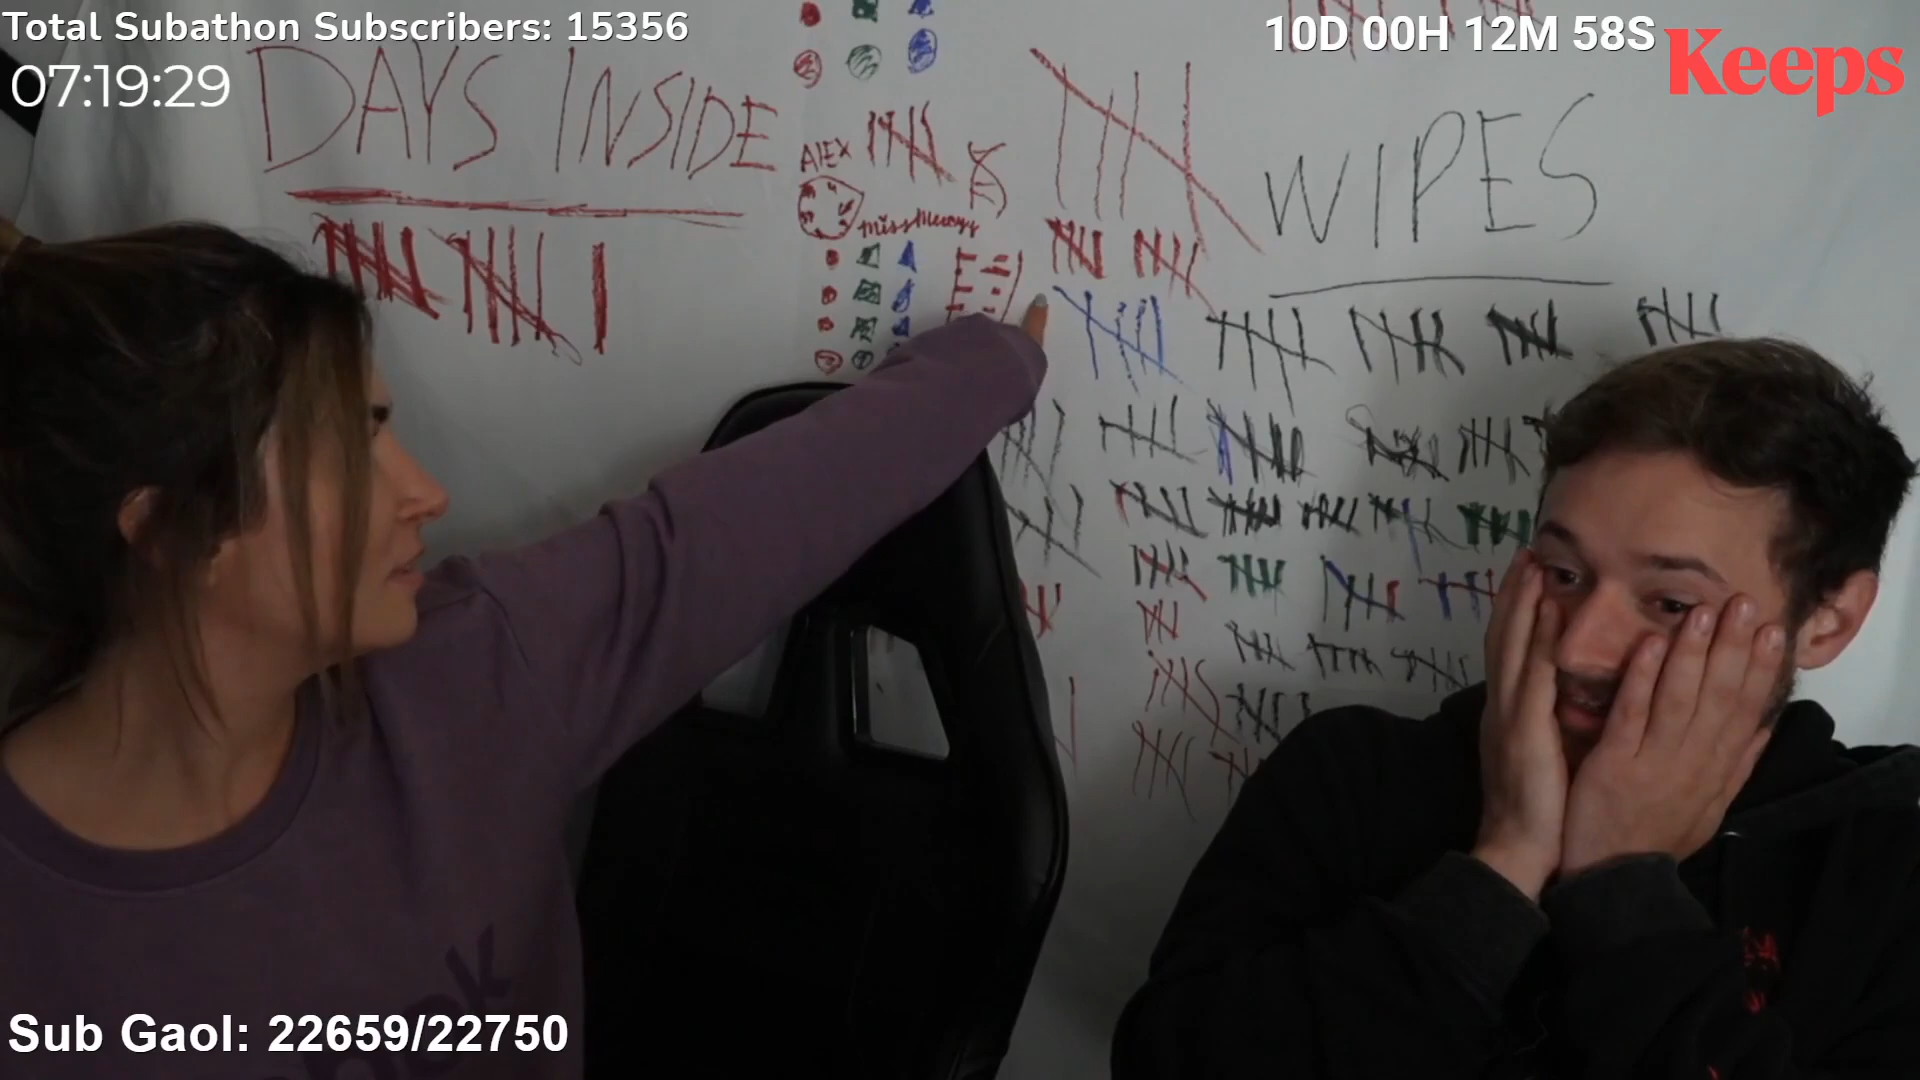 Total Subathon Subscribers: 15356
07:19:29
10D 00H 12M 58S
Keeps
DAYS INSIDE
WIPES
ALEX
MissMercyy
Sub Gaol: 22659/22750